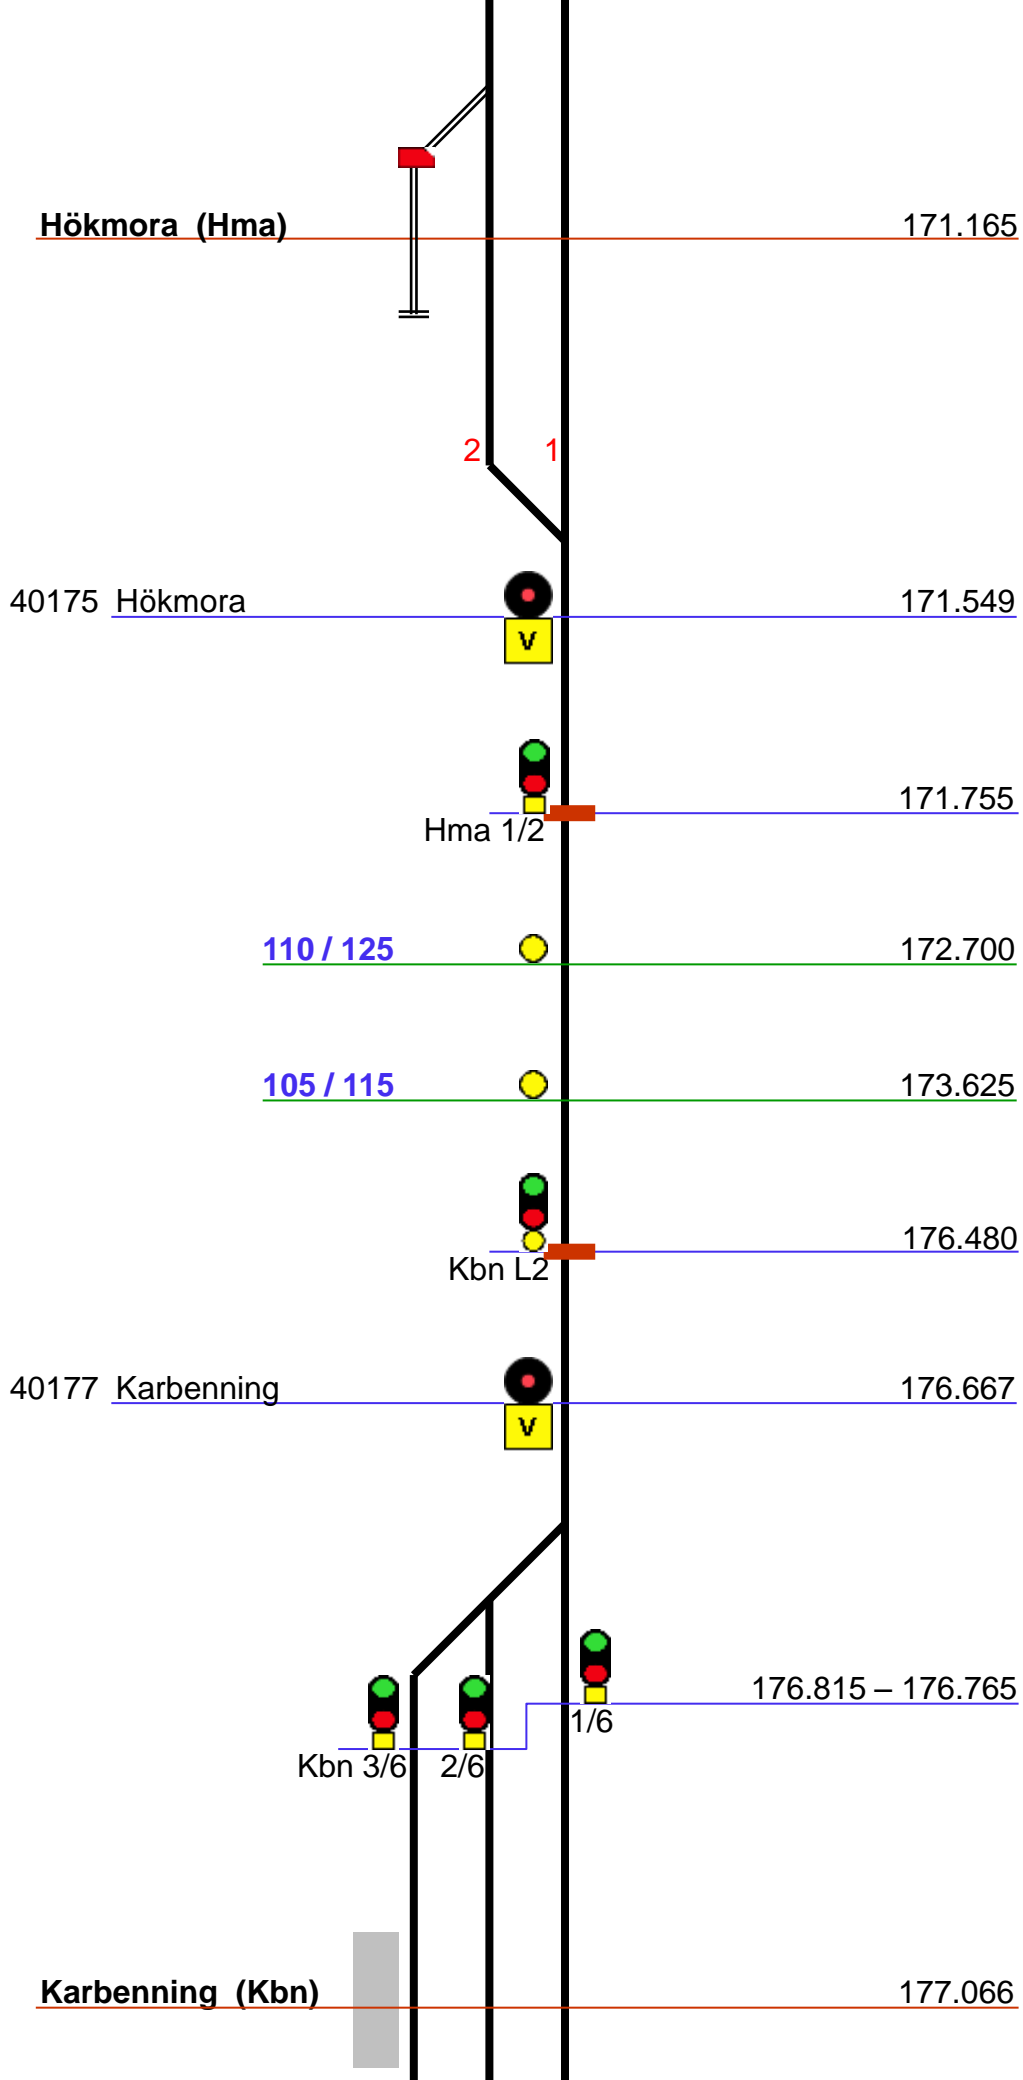 Hökmora (Hma) 171.165
2 1
40175 Hökmora V 171.549
171.755
Hma 1/2
110 / 125 172.700
105 / 115 173.625
176.480
Kbn L2
40177 Karbenning V 176.667
176.815 – 176.765
1/6
Kbn 3/6 2/6
Karbenning (Kbn) 177.066